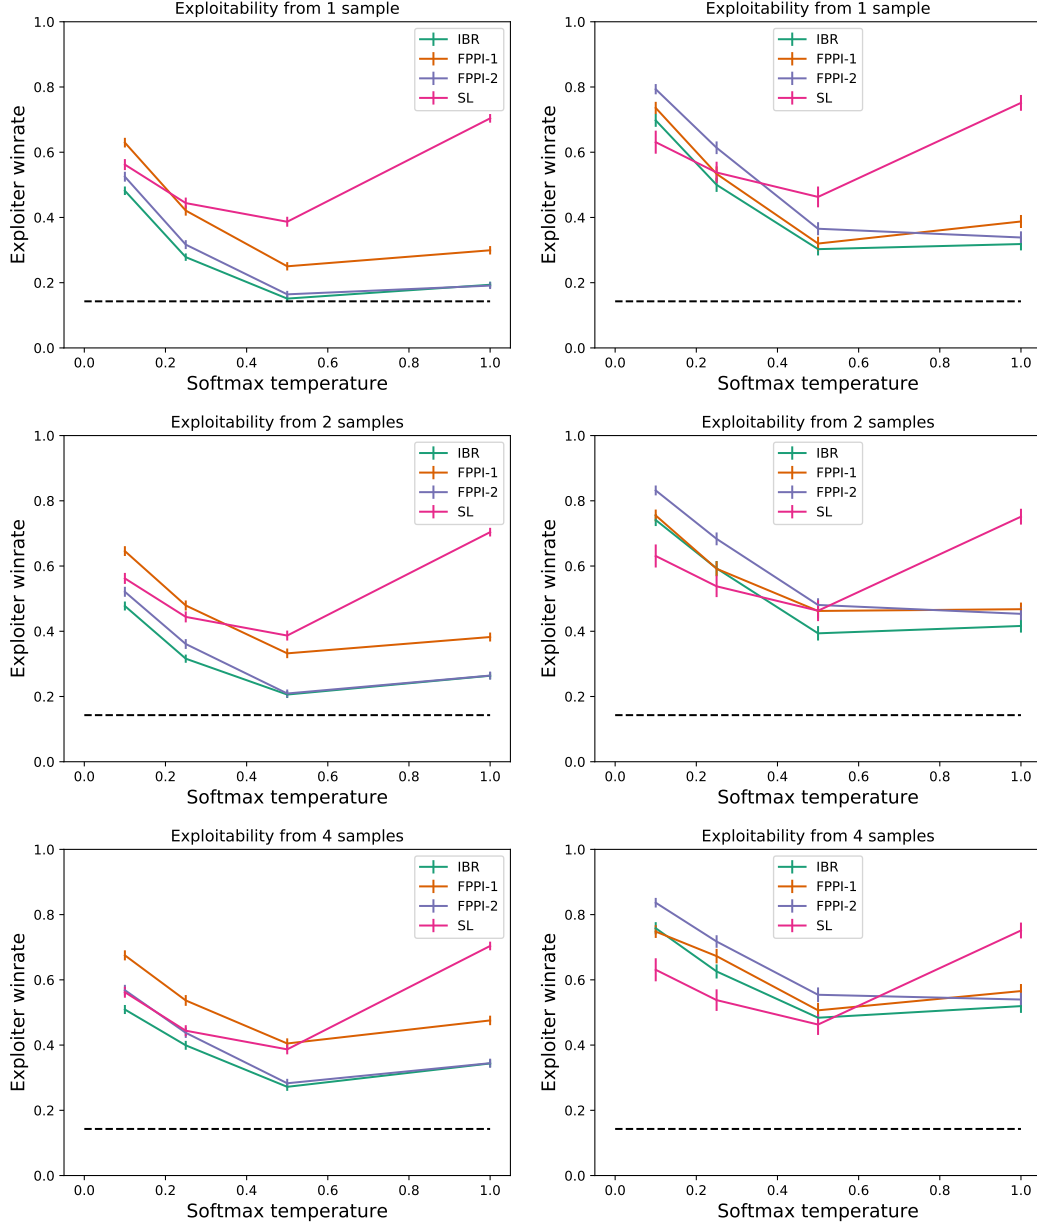 Exploitability from 1 sample
1.0
0.8
0.6
0.4
0.2
0.0
Exploiter winrate
IBR
FPPI-1
FPPI-2
SL
0.0 0.2 0.4 0.6 0.8 1.0
Softmax temperature
Exploitability from 1 sample
1.0
0.8
0.6
0.4
0.2
0.0
Exploiter winrate
IBR
FPPI-1
FPPI-2
SL
0.0 0.2 0.4 0.6 0.8 1.0
Softmax temperature
Exploitability from 2 samples
1.0
0.8
0.6
0.4
0.2
0.0
Exploiter winrate
IBR
FPPI-1
FPPI-2
SL
0.0 0.2 0.4 0.6 0.8 1.0
Softmax temperature
Exploitability from 2 samples
1.0
0.8
0.6
0.4
0.2
0.0
Exploiter winrate
IBR
FPPI-1
FPPI-2
SL
0.0 0.2 0.4 0.6 0.8 1.0
Softmax temperature
Exploitability from 4 samples
1.0
0.8
0.6
0.4
0.2
0.0
Exploiter winrate
IBR
FPPI-1
FPPI-2
SL
0.0 0.2 0.4 0.6 0.8 1.0
Softmax temperature
Exploitability from 4 samples
1.0
0.8
0.6
0.4
0.2
0.0
Exploiter winrate
IBR
FPPI-1
FPPI-2
SL
0.0 0.2 0.4 0.6 0.8 1.0
Softmax temperature